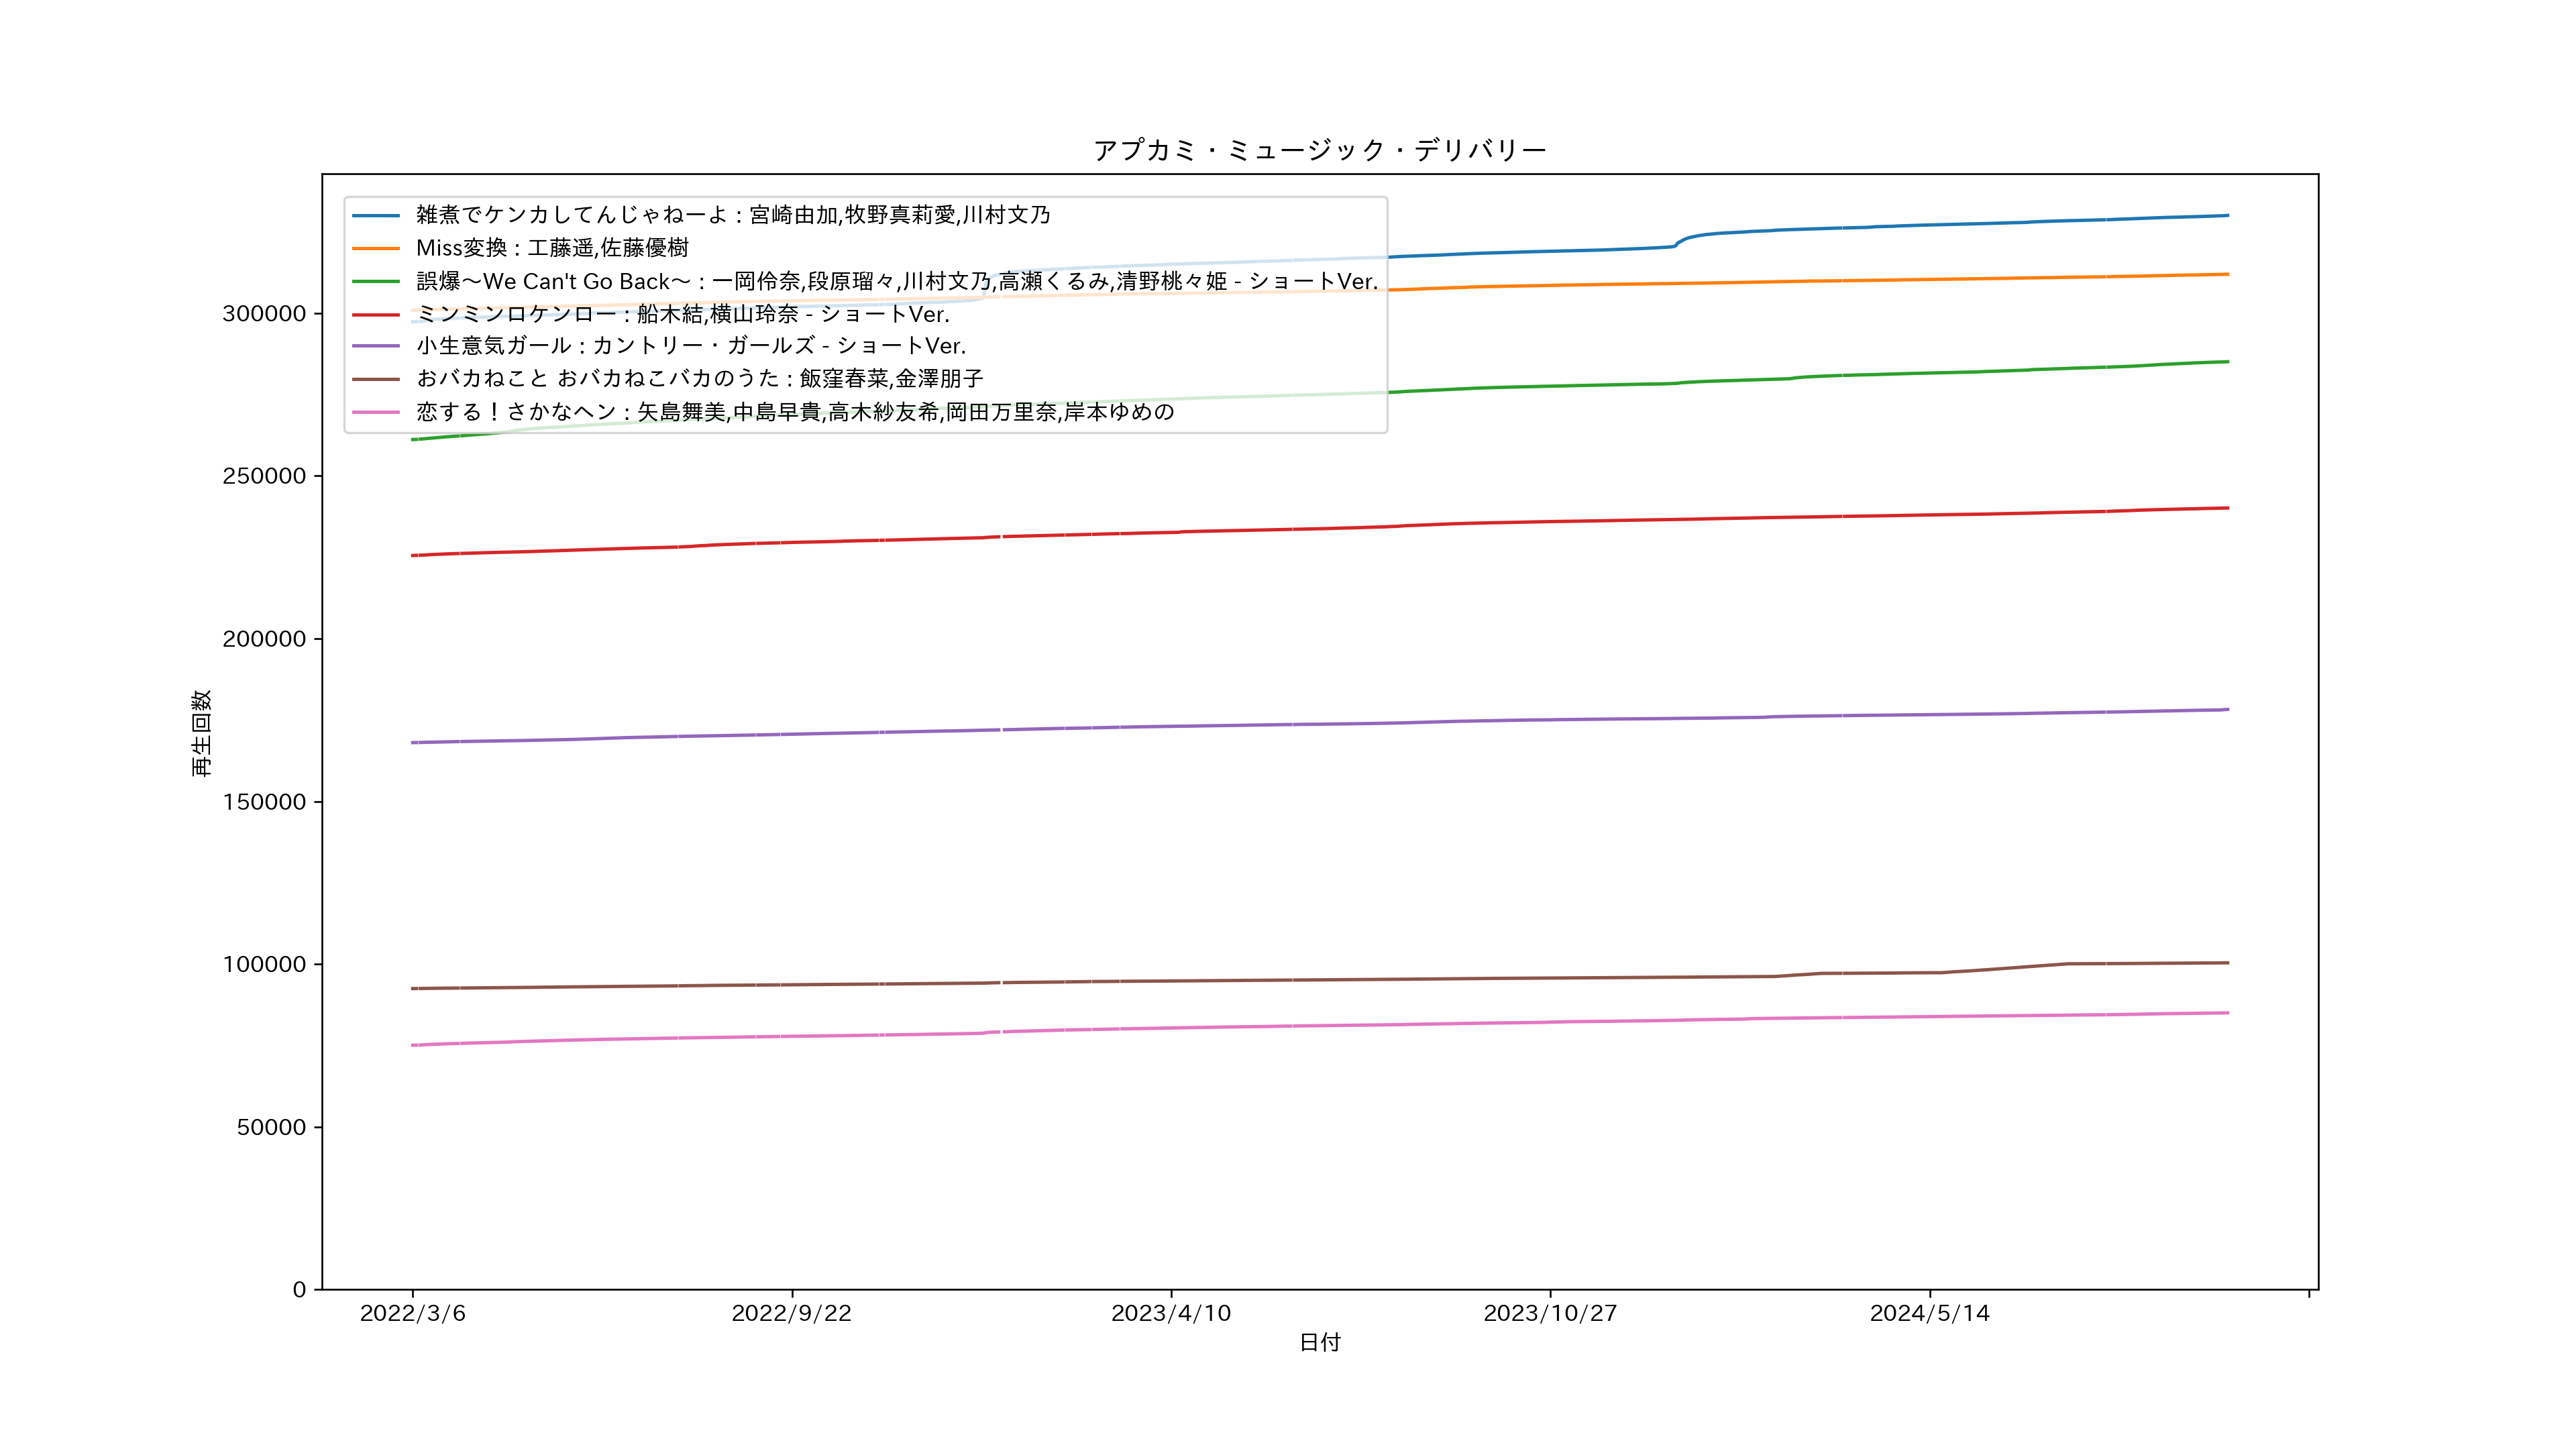 アプカミ・ミュージック・デリバリー
雑煮でケンカしてんじゃねーよ : 宮崎由加,牧野真莉愛,川村文乃
Miss変換 : 工藤遥,佐藤優樹
誤爆～We Can't Go Back～ : 一岡伶奈,段原瑠々,川村文乃,高瀬くるみ,清野桃々姫 - ショートVer.
ミンミンロケンロー : 船木結,横山玲奈 - ショートVer.
小生意気ガール : カントリー・ガールズ - ショートVer.
おバカねこと おバカねこバカのうた : 飯窪春菜,金澤朋子
恋する！さかなヘン : 矢島舞美,中島早貴,高木紗友希,岡田万里奈,岸本ゆめの
300000
250000
200000
150000
100000
50000
0
再生回数
2022/3/6
2022/9/22
2023/4/10
2023/10/27
2024/5/14
日付